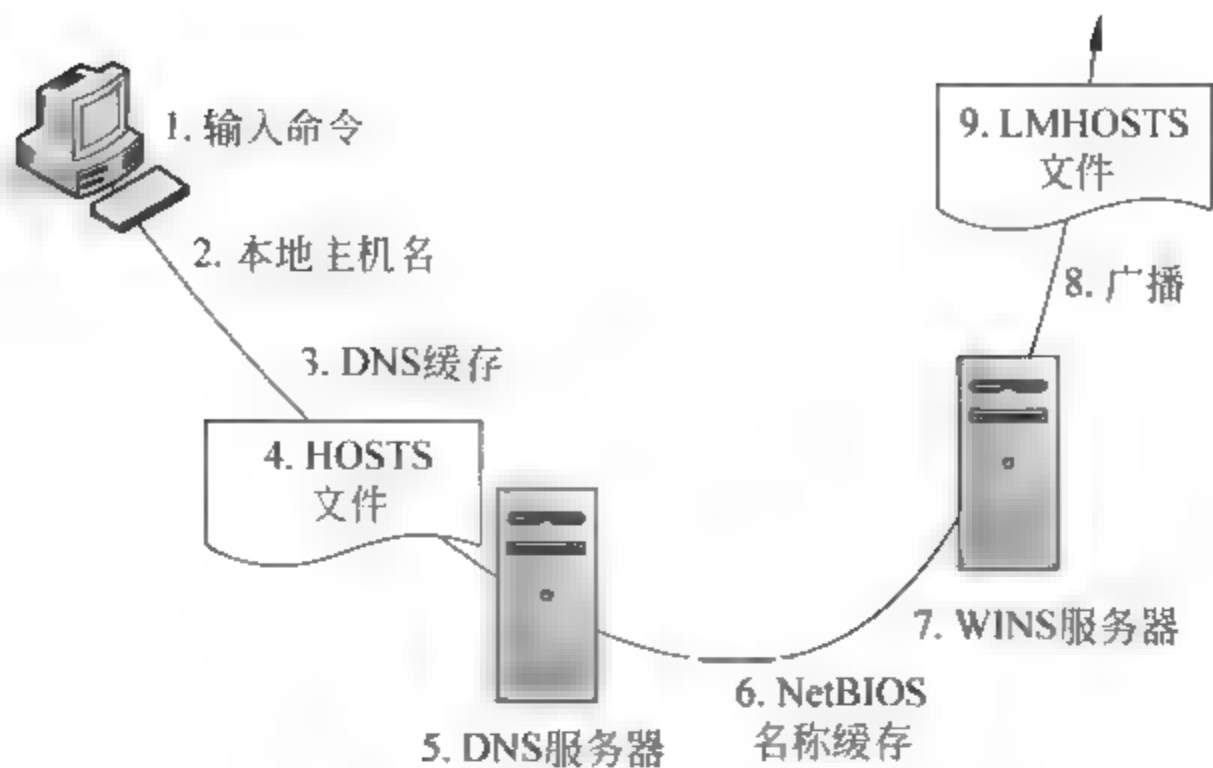 1. 输入命令
2. 本地主机名
3. DNS缓存
4. HOSTS
文件
5. DNS服务器
6. NetBIOS
名称缓存
7. WINS服务器
8. 广播
9. LMHOSTS
文件